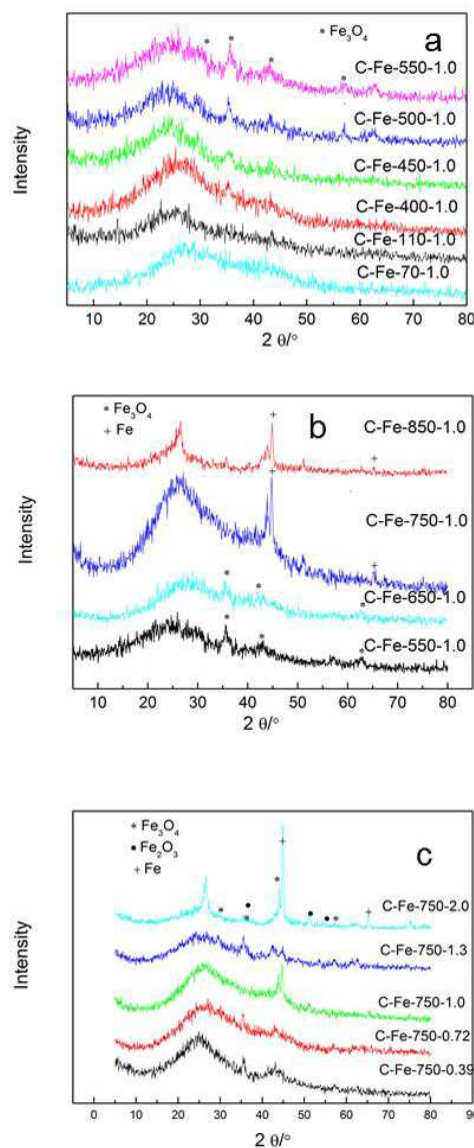 * Fe₃O₄
a
C-Fe-550-1.0
C-Fe-500-1.0
C-Fe-450-1.0
C-Fe-400-1.0
C-Fe-110-1.0
C-Fe-70-1.0
Intensity
10 20 30 40 50 60 70 80
2 θ/°
* Fe₃O₄
+ Fe
b
C-Fe-850-1.0
C-Fe-750-1.0
C-Fe-650-1.0
C-Fe-550-1.0
Intensity
10 20 30 40 50 60 70 80
2 θ/°
* Fe₃O₄
• Fe₂O₃
+ Fe
c
C-Fe-750-2.0
C-Fe-750-1.3
C-Fe-750-1.0
C-Fe-750-0.72
C-Fe-750-0.39
Intensity
0 10 20 30 40 50 60 70 80 90
2 θ/°